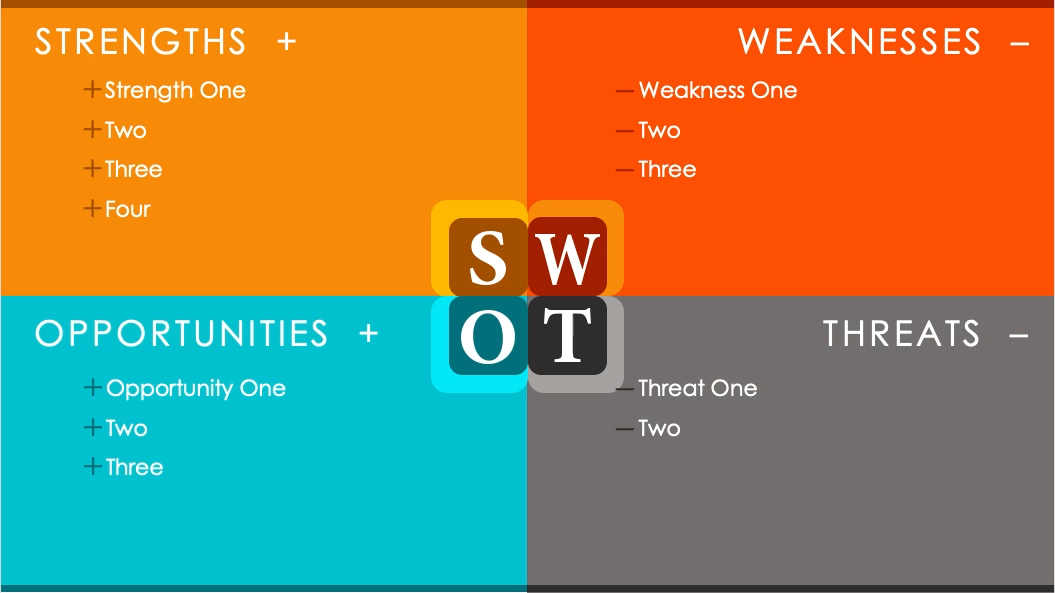 STRENGTHS +
+ Strength One
+ Two
+ Three
+ Four
WEAKNESSES –
– Weakness One
– Two
– Three
S W
O T
OPPORTUNITIES +
+ Opportunity One
+ Two
+ Three
THREATS –
– Threat One
– Two